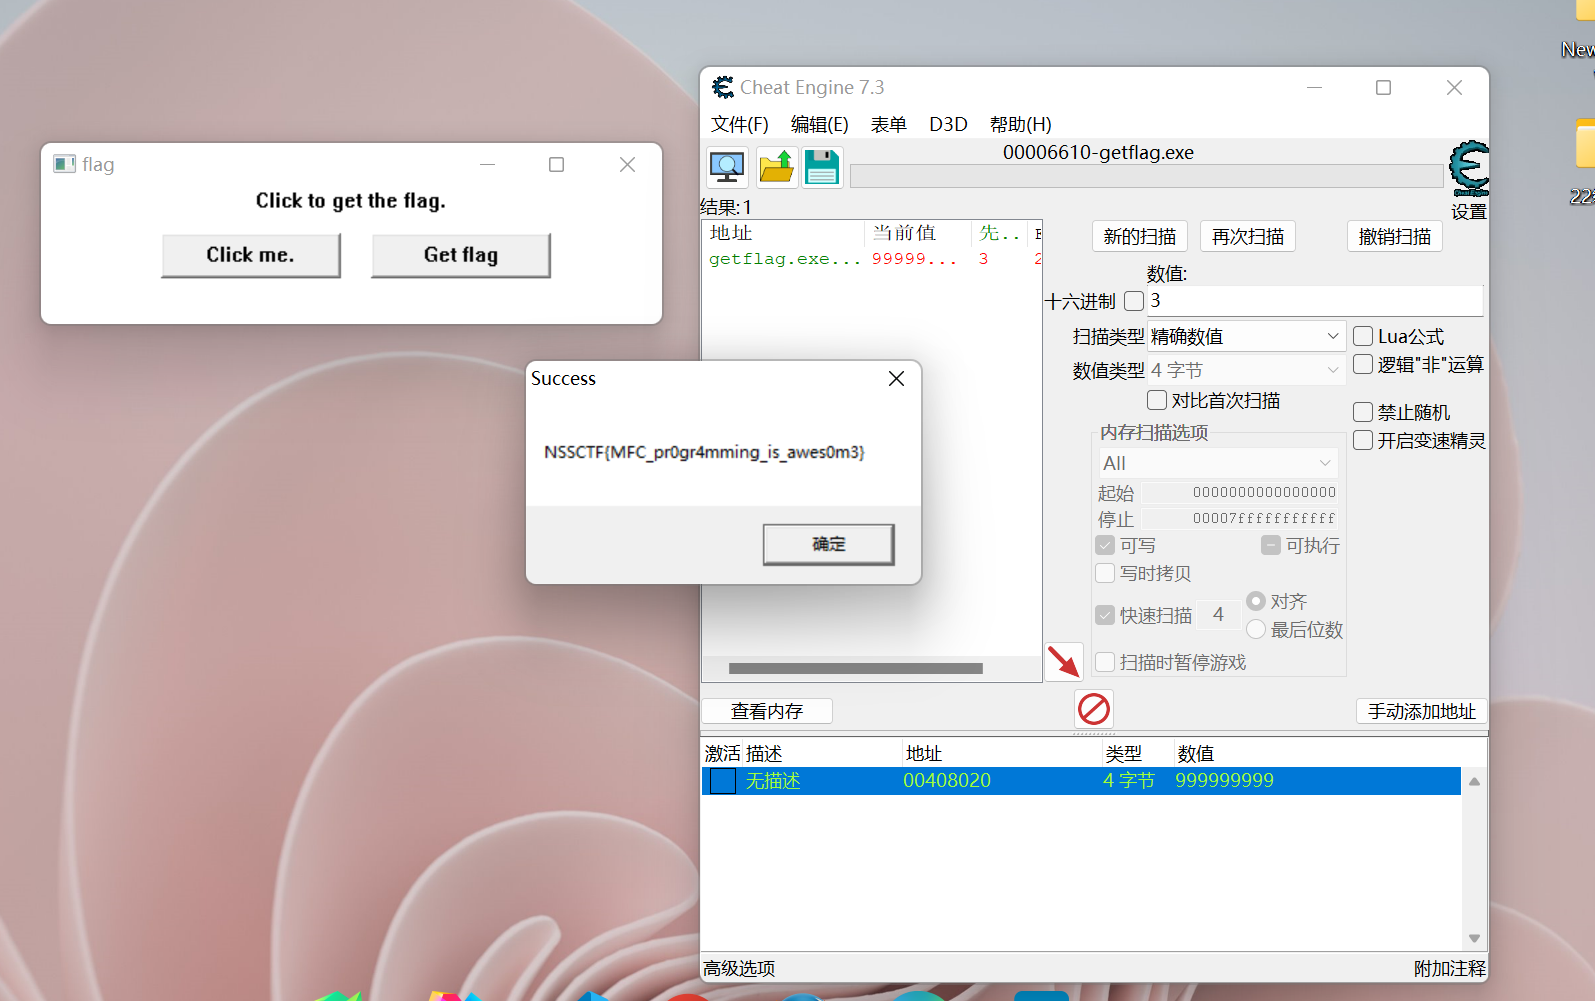 flag
Click to get the flag.
Click me.
Get flag
Success
NSSCTF{MFC_pr0gr4mming_is_awes0m3}
确定
Cheat Engine 7.3
文件(F) 编辑(E) 表单 D3D 帮助(H)
00006610-getflag.exe
设置
结果:1
地址 当前值 先..
getflag.exe... 99999... 3 2
新的扫描 再次扫描 撤销扫描
数值:
十六进制 3
扫描类型 精确数值 Lua公式
数值类型 4 字节 逻辑"非"运算
对比首次扫描
禁止随机
内存扫描选项
开启变速精灵
All
起始 0000000000000000
停止 00007fffffffffff
可写 可执行
写时拷贝
快速扫描 4 对齐
最后位数
扫描时暂停游戏
查看内存 手动添加地址
激活 描述 地址 类型 数值
无描述 00408020 4 字节 999999999
高级选项 附加注释
New